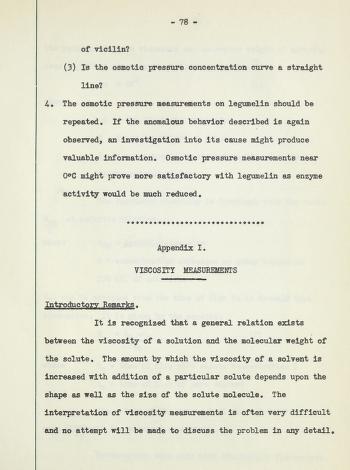 - 78 -
of vicilin?
(3) Is the osmotic pressure concentration curve a straight
line?
4. The osmotic pressure measurements on legumelin should be
repeated. If the anomalous behavior described is again
observed, an investigation into its cause might produce
valuable information. Osmotic pressure measurements near
0°C might prove more satisfactory with legumelin as enzyme
activity would be much reduced.
******************************
Appendix I.
VISCOSITY MEASUREMENTS
Introductory Remarks.
It is recognized that a general relation exists
between the viscosity of a solution and the molecular weight of
the solute. The amount by which the viscosity of a solvent is
increased with addition of a particular solute depends upon the
shape as well as the size of the solute molecule. The
interpretation of viscosity measurements is often very difficult
and no attempt will be made to discuss the problem in any detail.